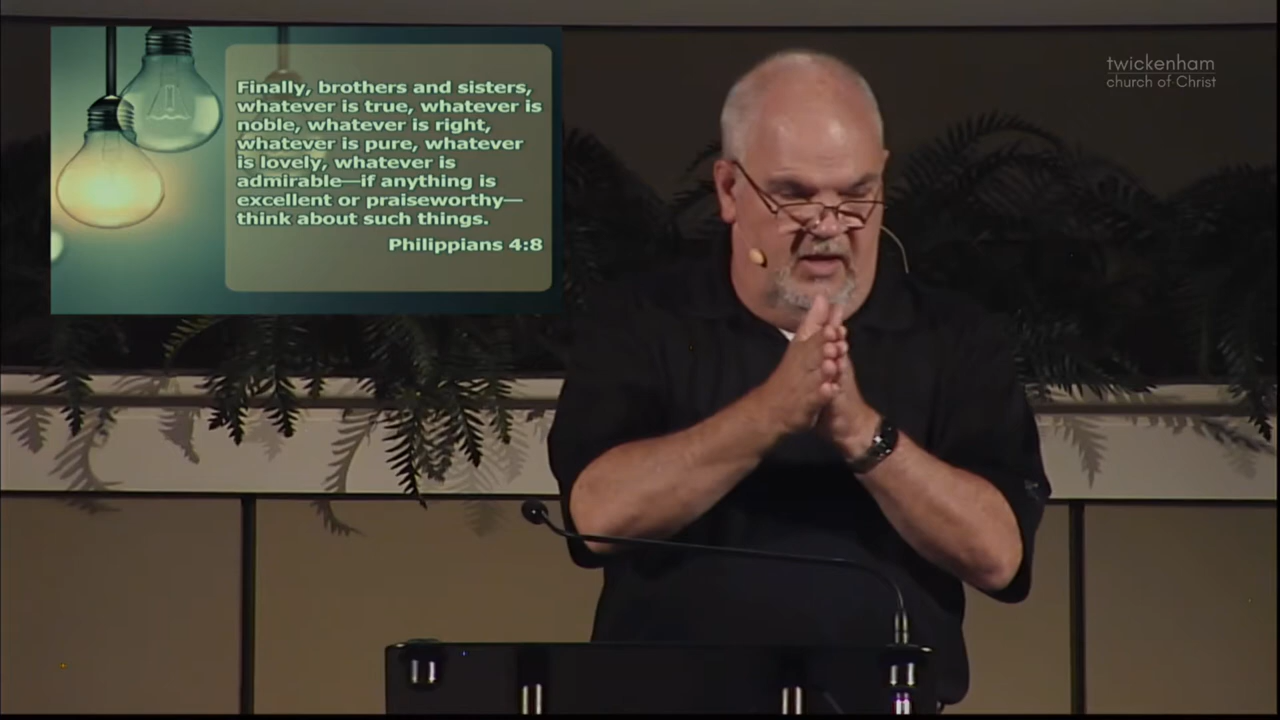 Finally, brothers and sisters,
whatever is true, whatever is
noble, whatever is right,
whatever is pure, whatever
is lovely, whatever is
admirable—if anything is
excellent or praiseworthy—
think about such things.
Philippians 4:8
twickenham
church of Christ